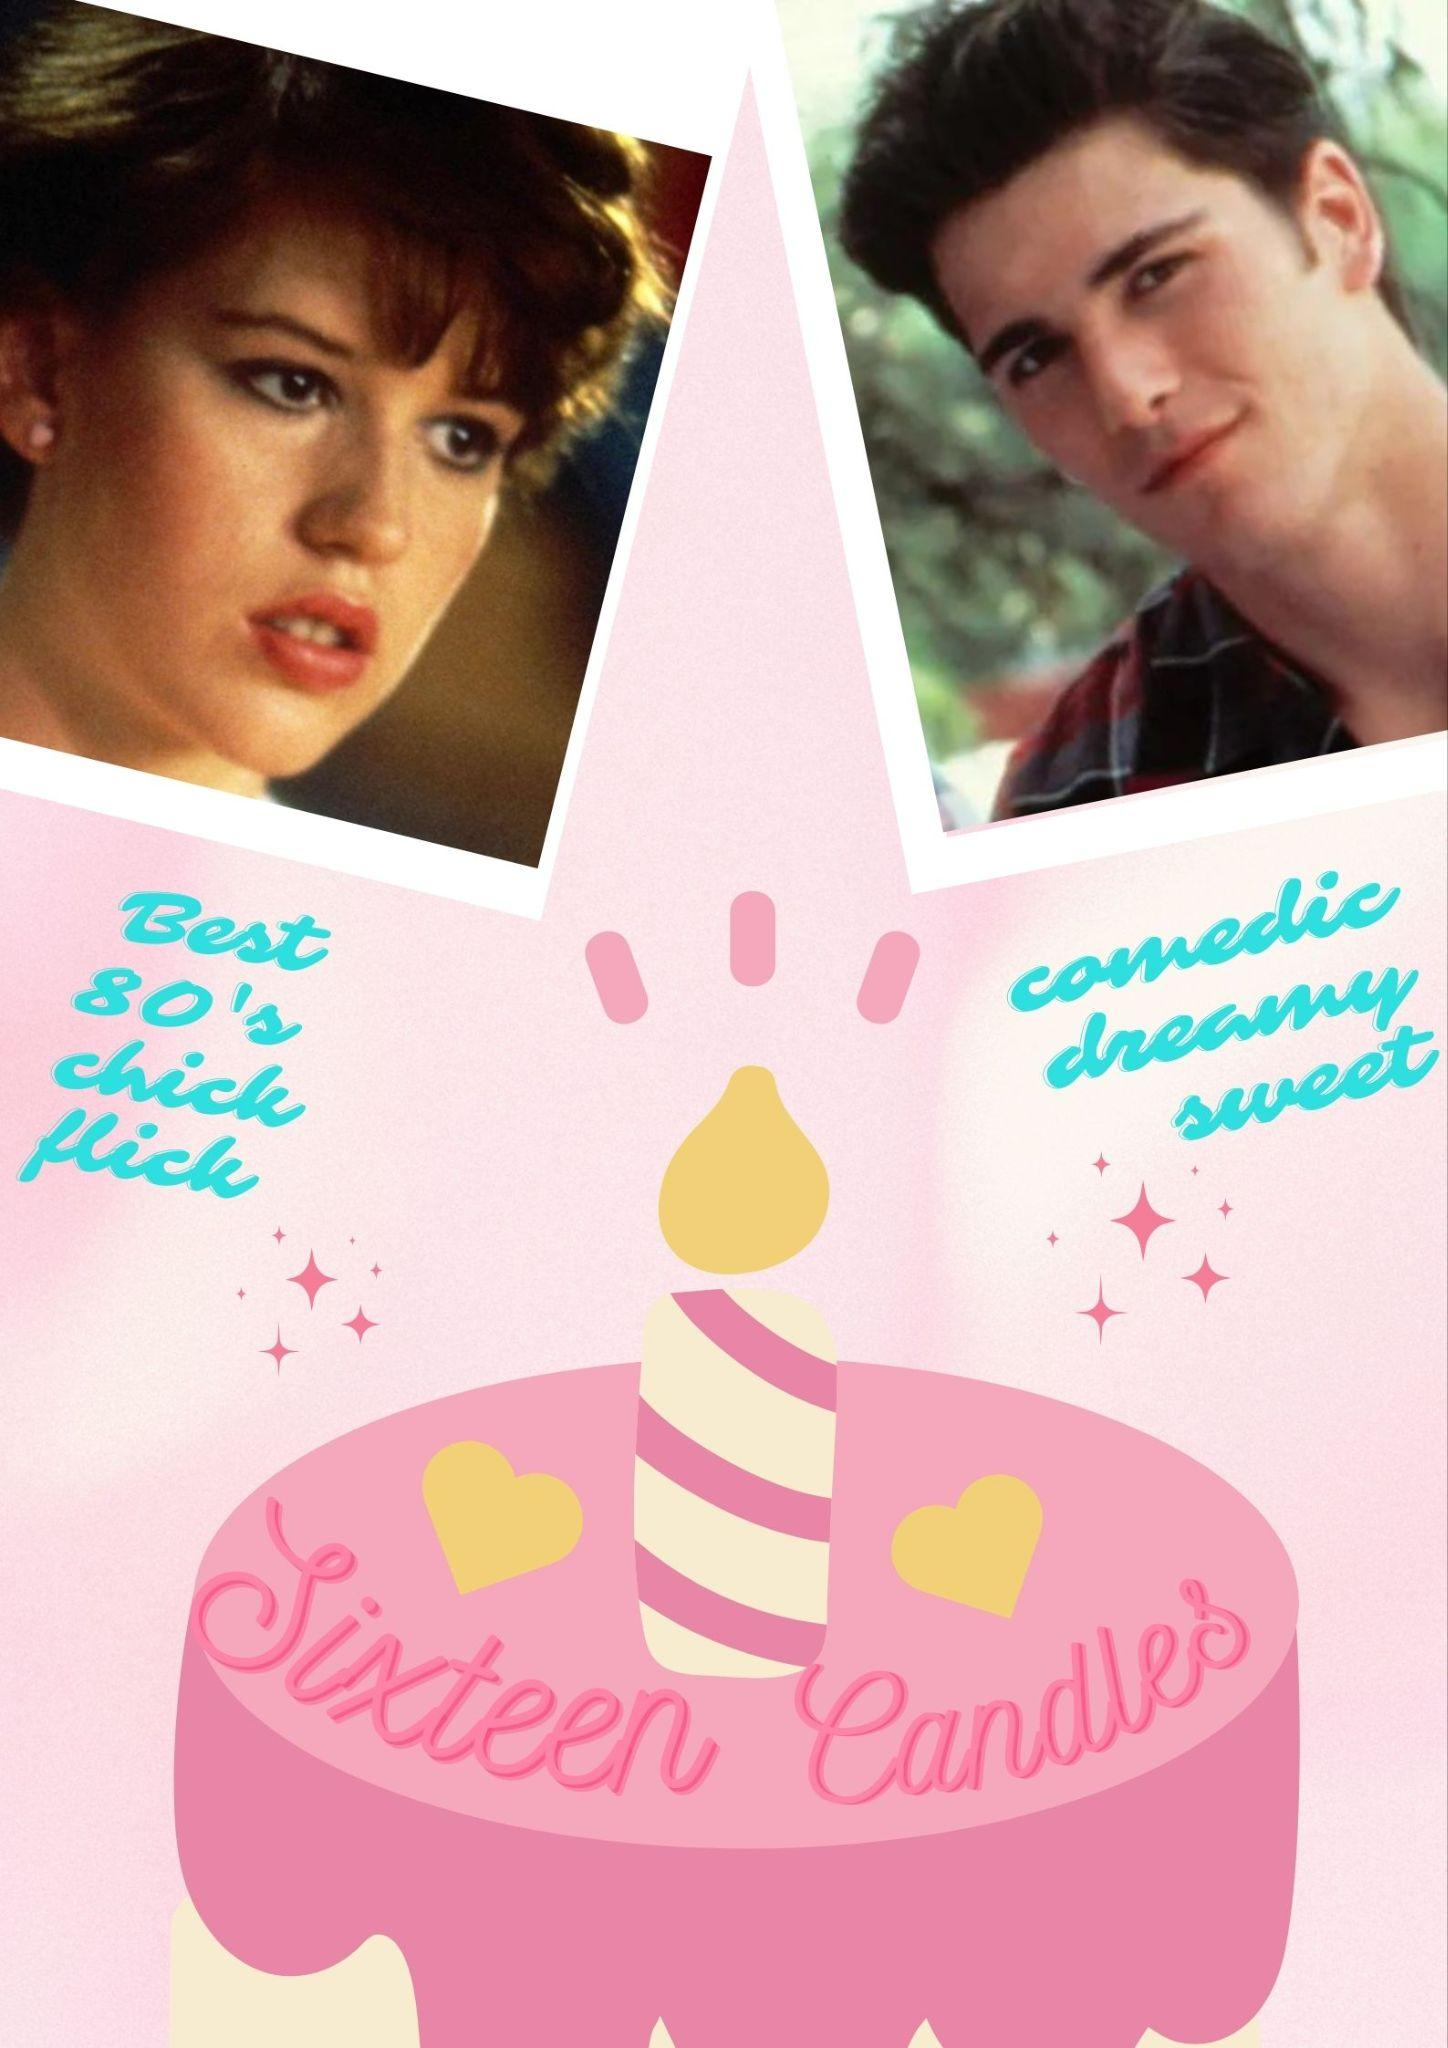 Best
80's
chick
flick
comedic
dreamy
sweet
Sixteen Candles